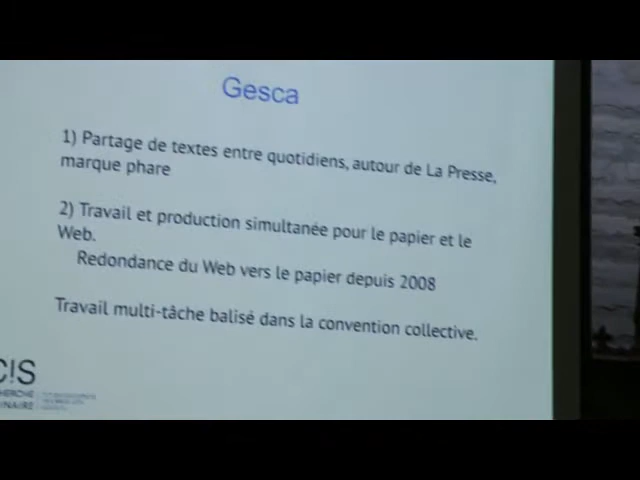 Gesca
1) Partage de textes entre quotidiens, autour de La Presse,
marque phare
2) Travail et production simultanée pour le papier et le
Web.
Redondance du Web vers le papier depuis 2008
Travail multi-tâche balisé dans la convention collective.
C!S
HERCHE
INAIRE